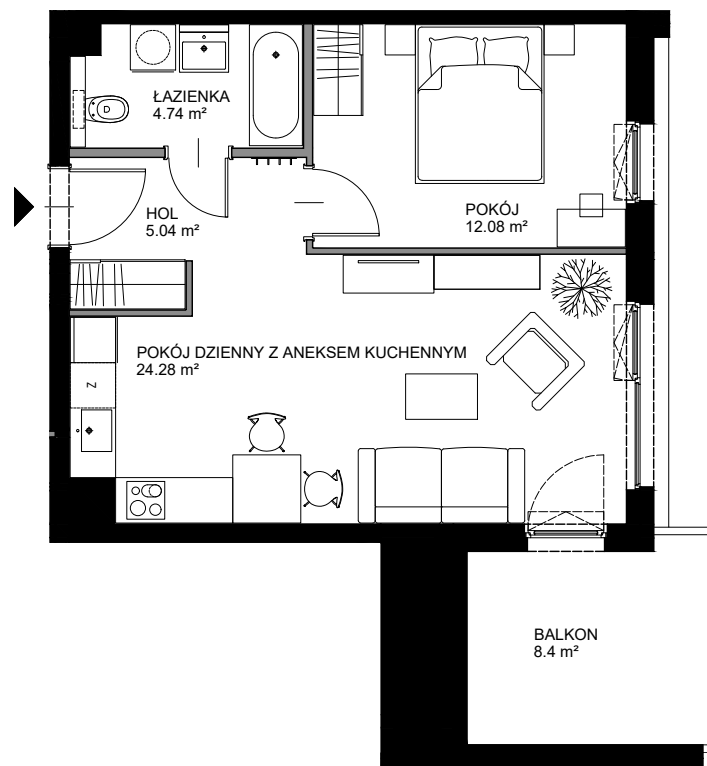 ŁAZIENKA
4.74 m²
HOL
5.04 m²
POKÓJ
12.08 m²
POKÓJ DZIENNY Z ANEKSEM KUCHENNYM
24.28 m²
Z
D
BALKON
8.4 m²